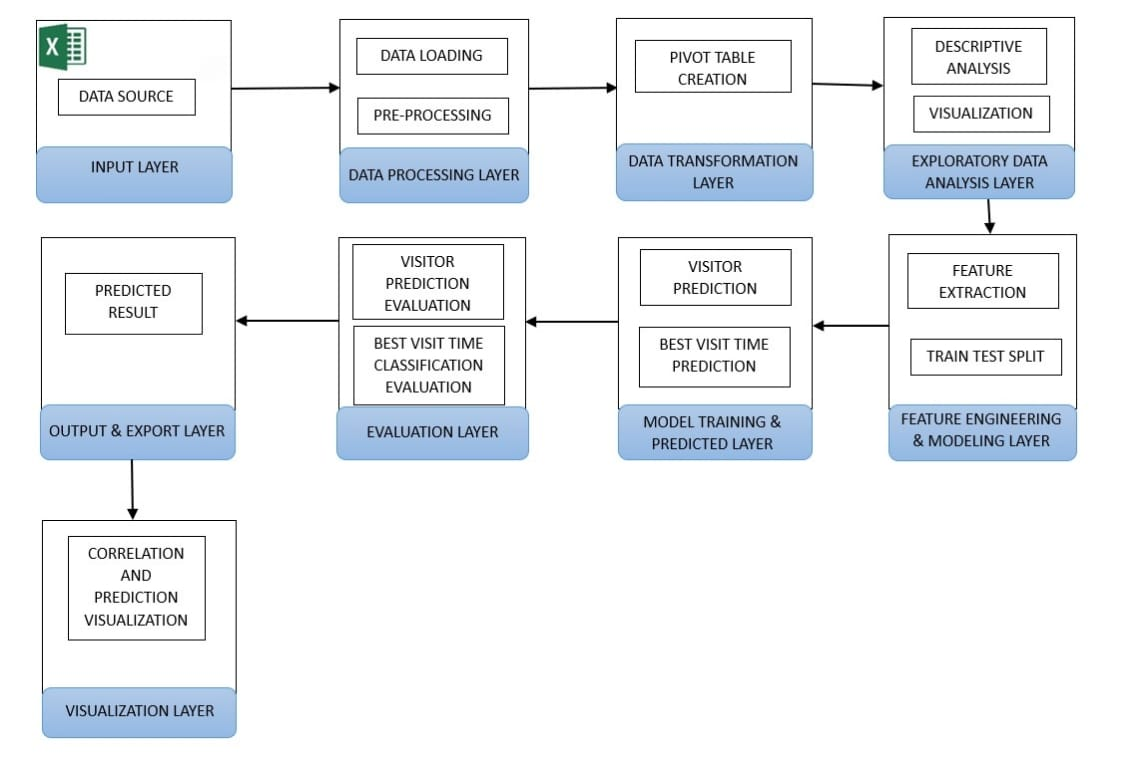 X
DATA SOURCE
INPUT LAYER
DATA LOADING
PRE-PROCESSING
DATA PROCESSING LAYER
PIVOT TABLE
CREATION
DATA TRANSFORMATION
LAYER
DESCRIPTIVE
ANALYSIS
VISUALIZATION
EXPLORATORY DATA
ANALYSIS LAYER
FEATURE
EXTRACTION
TRAIN TEST SPLIT
FEATURE ENGINEERING
& MODELING LAYER
VISITOR
PREDICTION
BEST VISIT TIME
PREDICTION
MODEL TRAINING &
PREDICTED LAYER
VISITOR
PREDICTION
EVALUATION
BEST VISIT TIME
CLASSIFICATION
EVALUATION
EVALUATION LAYER
PREDICTED
RESULT
OUTPUT & EXPORT LAYER
CORRELATION
AND
PREDICTION
VISUALIZATION
VISUALIZATION LAYER